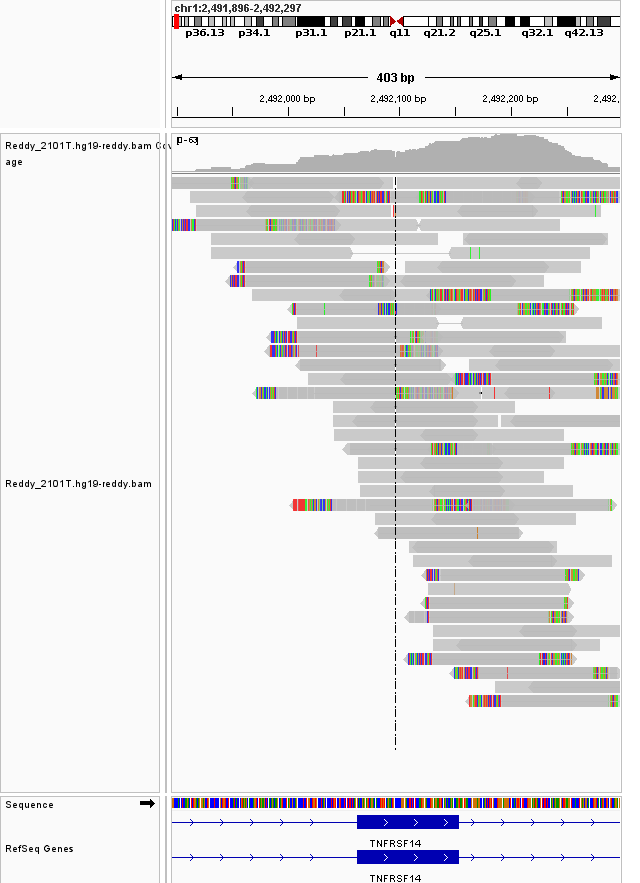 chr1:2,491,896-2,492,297
p36.13 p34.1 p31.1 p21.1 q11 q21.2 q25.1 q32.1 q42.13
403 bp
2,492,000 bp 2,492,100 bp 2,492,200 bp 2,492,
Reddy_2101T.hg19-reddy.bam Cov
age
[0-63]
Reddy_2101T.hg19-reddy.bam
Sequence
RefSeq Genes
TNFRSF14
TNFRSF14